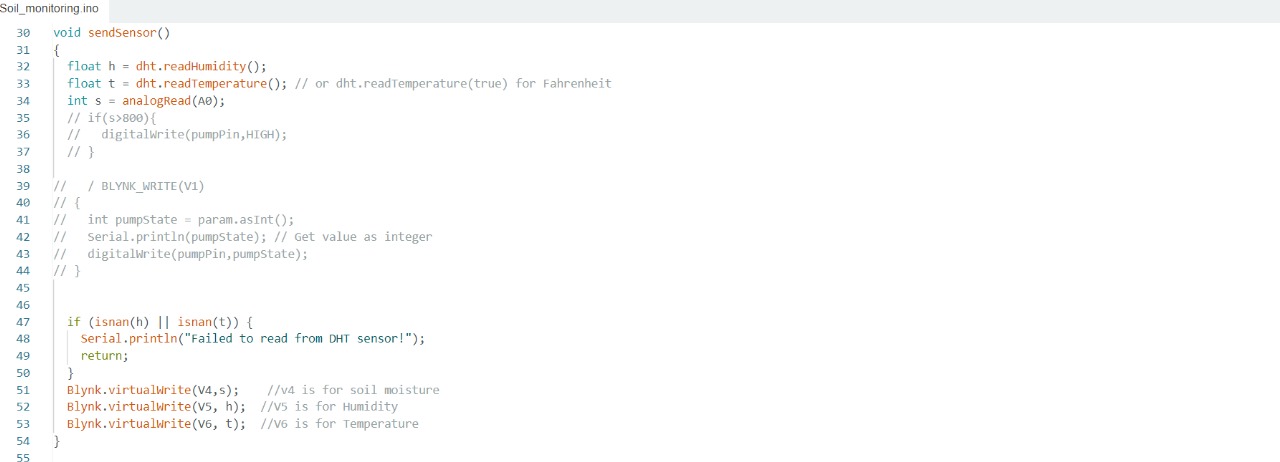 Soil_monitoring.ino
30 void sendSensor()
31 {
32 float h = dht.readHumidity();
33 float t = dht.readTemperature(); // or dht.readTemperature(true) for Fahrenheit
34 int s = analogRead(A0);
35 // if(s>800){
36 //   digitalWrite(pumpPin,HIGH);
37 // }
38
39 //   / BLYNK_WRITE(V1)
40 // {
41 //   int pumpState = param.asInt();
42 //   Serial.println(pumpState); // Get value as integer
43 //   digitalWrite(pumpPin,pumpState);
44 // }
45
46
47 if (isnan(h) || isnan(t)) {
48 Serial.println("Failed to read from DHT sensor!");
49 return;
50 }
51 Blynk.virtualWrite(V4,s);    //v4 is for soil moisture
52 Blynk.virtualWrite(V5, h);  //V5 is for Humidity
53 Blynk.virtualWrite(V6, t);  //V6 is for Temperature
54 }
55